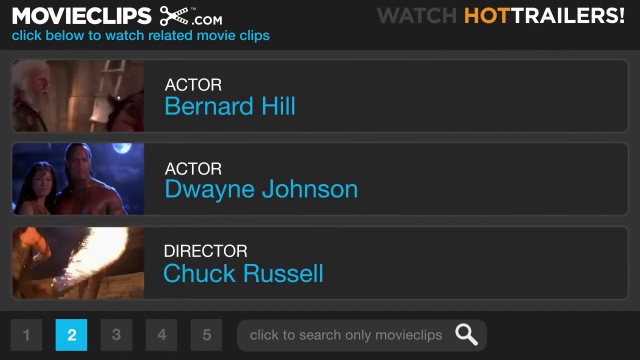 MOVIECLIPS .COM
WATCH HOTTRAILERS!
click below to watch related movie clips
ACTOR
Bernard Hill
ACTOR
Dwayne Johnson
DIRECTOR
Chuck Russell
1 2 3 4 5 click to search only movieclips